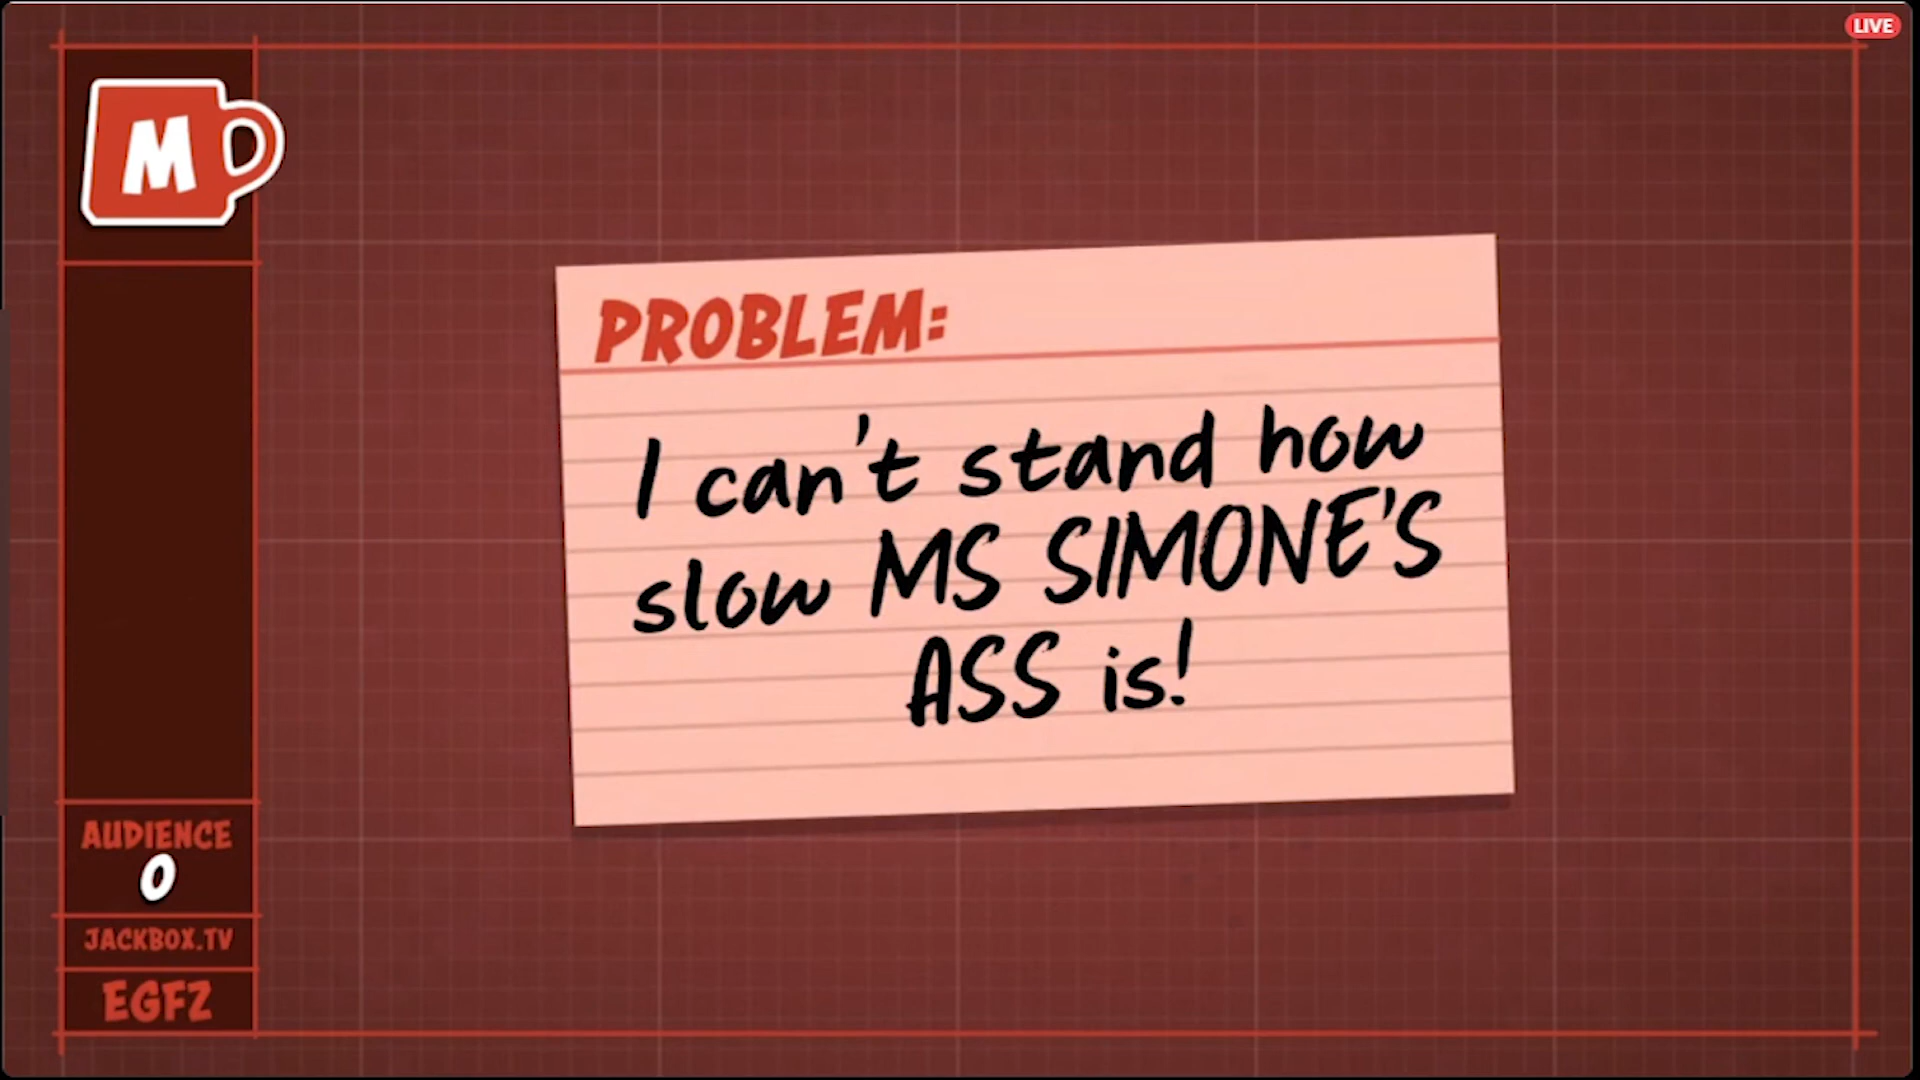 LIVE
M
PROBLEM:
I can't stand how
slow MS SIMONE'S
ASS is!
AUDIENCE
0
JACKBOX.TV
EGFZ